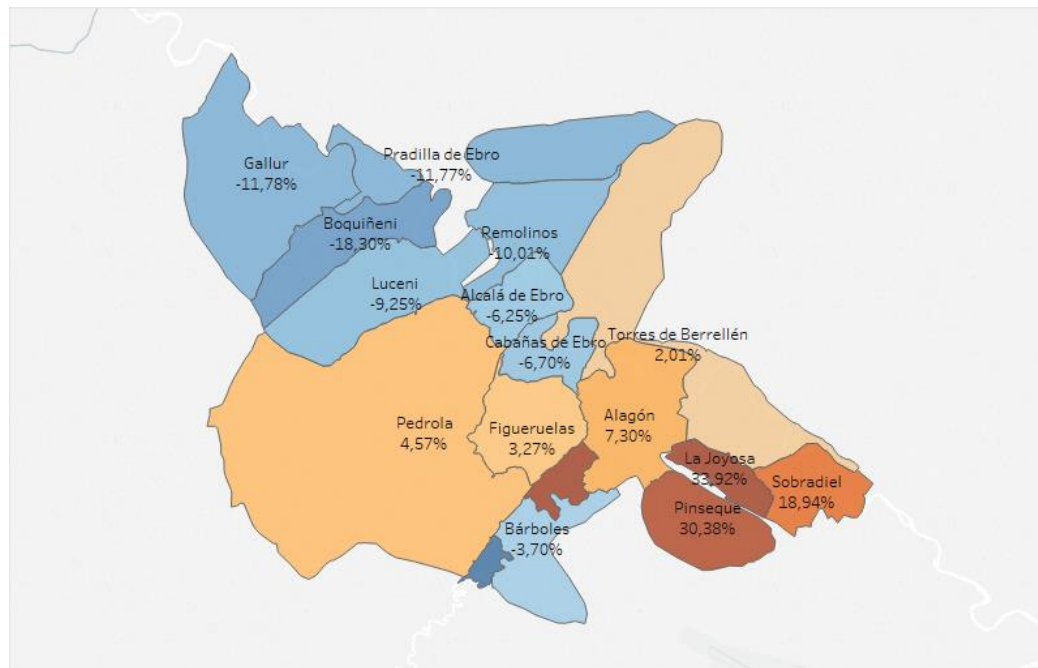 Gallur
-11,78%
Pradilla de Ebro
-11,77%
Boquiñeni
-18,30%
Remolinos
-10,01%
Luceni
-9,25%
Alcalá de Ebro
-6,25%
Cabañas de Ebro
-6,70%
Torres de Berrellén
2,01%
Pedrola
4,57%
Figueruelas
3,27%
Alagón
7,30%
La Joyosa
33,92%
Sobradiel
18,94%
Pinseque
30,38%
Bárboles
-3,70%